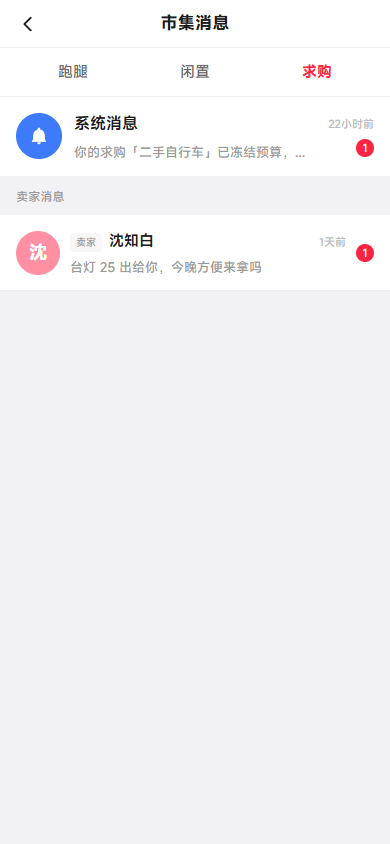 市集消息
跑腿
闲置
求购
系统消息
22小时前
你的求购「二手自行车」已冻结预算，...
1
卖家消息
沈
卖家
沈知白
1天前
台灯 25 出给你，今晚方便来拿吗
1